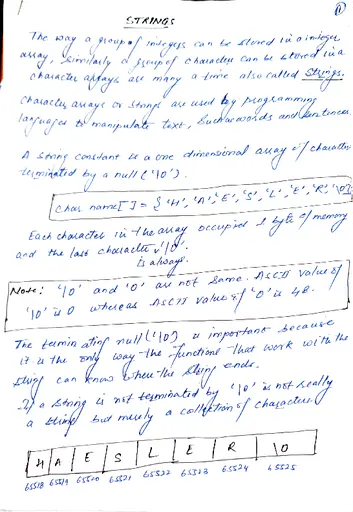 1
STRINGS
The way a group of integers can be stored in a integer
array, similarly a group of characters can be stored in a
character arrays are many a time also called Strings.
Character arrays or strings are used by programming
languages to manipulate text, such as words and sentences
A string constant is a one dimensional array of character
terminated by a null ('\0').
Char name[ ] = { 'H', 'A', 'E', 'S', 'L', 'E', 'R', '\0' }
Each character in the array occupies 1 byte of memory
and the last character '\0'.
is always
Note: '\0' and '0' are not same. ASCII value of
'\0' is 0 whereas ASCII value of '0' is 48.
The terminating null ('\0) is important because
it is the only way the functions that work with the
string can know where the string ends.
If a string is not terminated by '\0' is not really
a string but merely a collection of character.
H A E S L E R \0
65518 65519 65520 65521 65522 65523 65524 65525